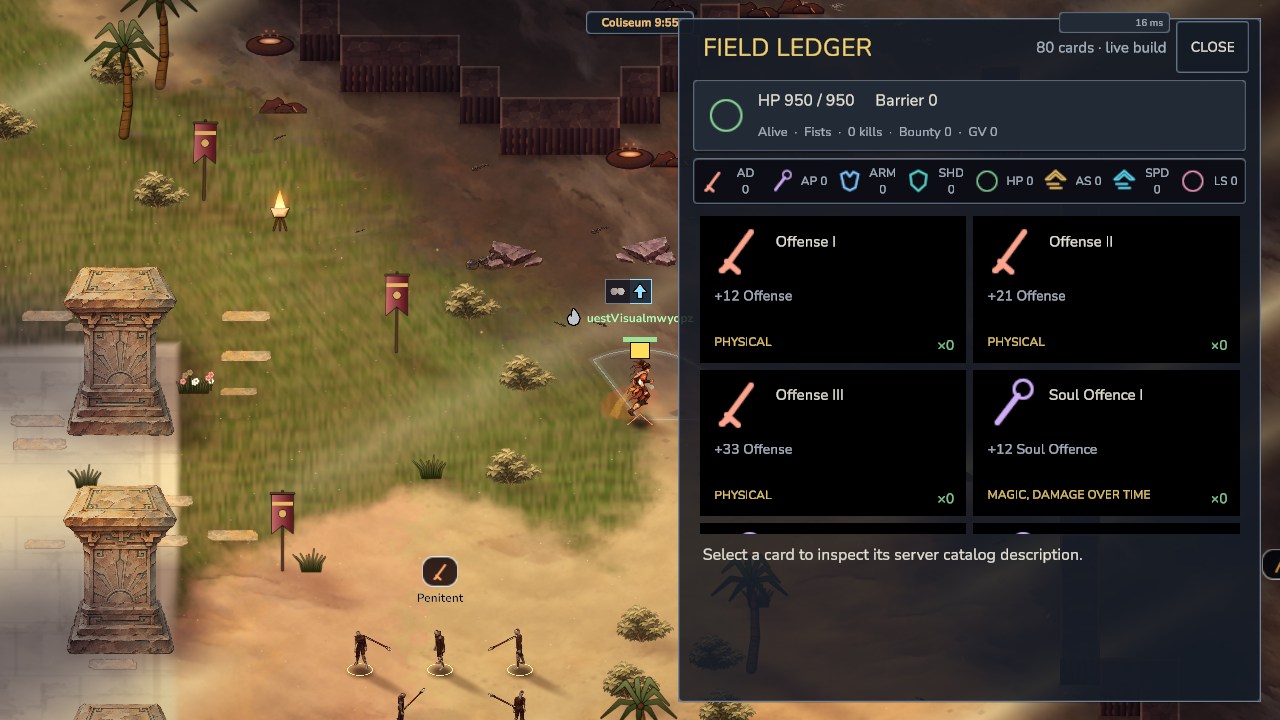 Coliseum 9:55
16 ms
FIELD LEDGER
80 cards · live build
CLOSE
HP 950 / 950 Barrier 0
Alive · Fists · 0 kills · Bounty 0 · GV 0
AD 0
AP 0
ARM 0
SHD 0
HP 0
AS 0
SPD 0
LS 0
Offense I
+12 Offense
PHYSICAL ×0
Offense II
+21 Offense
PHYSICAL ×0
Offense III
+33 Offense
PHYSICAL ×0
Soul Offence I
+12 Soul Offence
MAGIC, DAMAGE OVER TIME ×0
Select a card to inspect its server catalog description.
Penitent